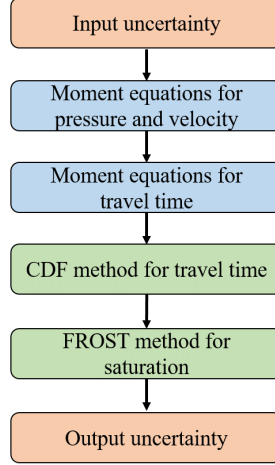 Input uncertainty
Moment equations for
pressure and velocity
Moment equations for
travel time
CDF method for travel time
FROST method for
saturation
Output uncertainty